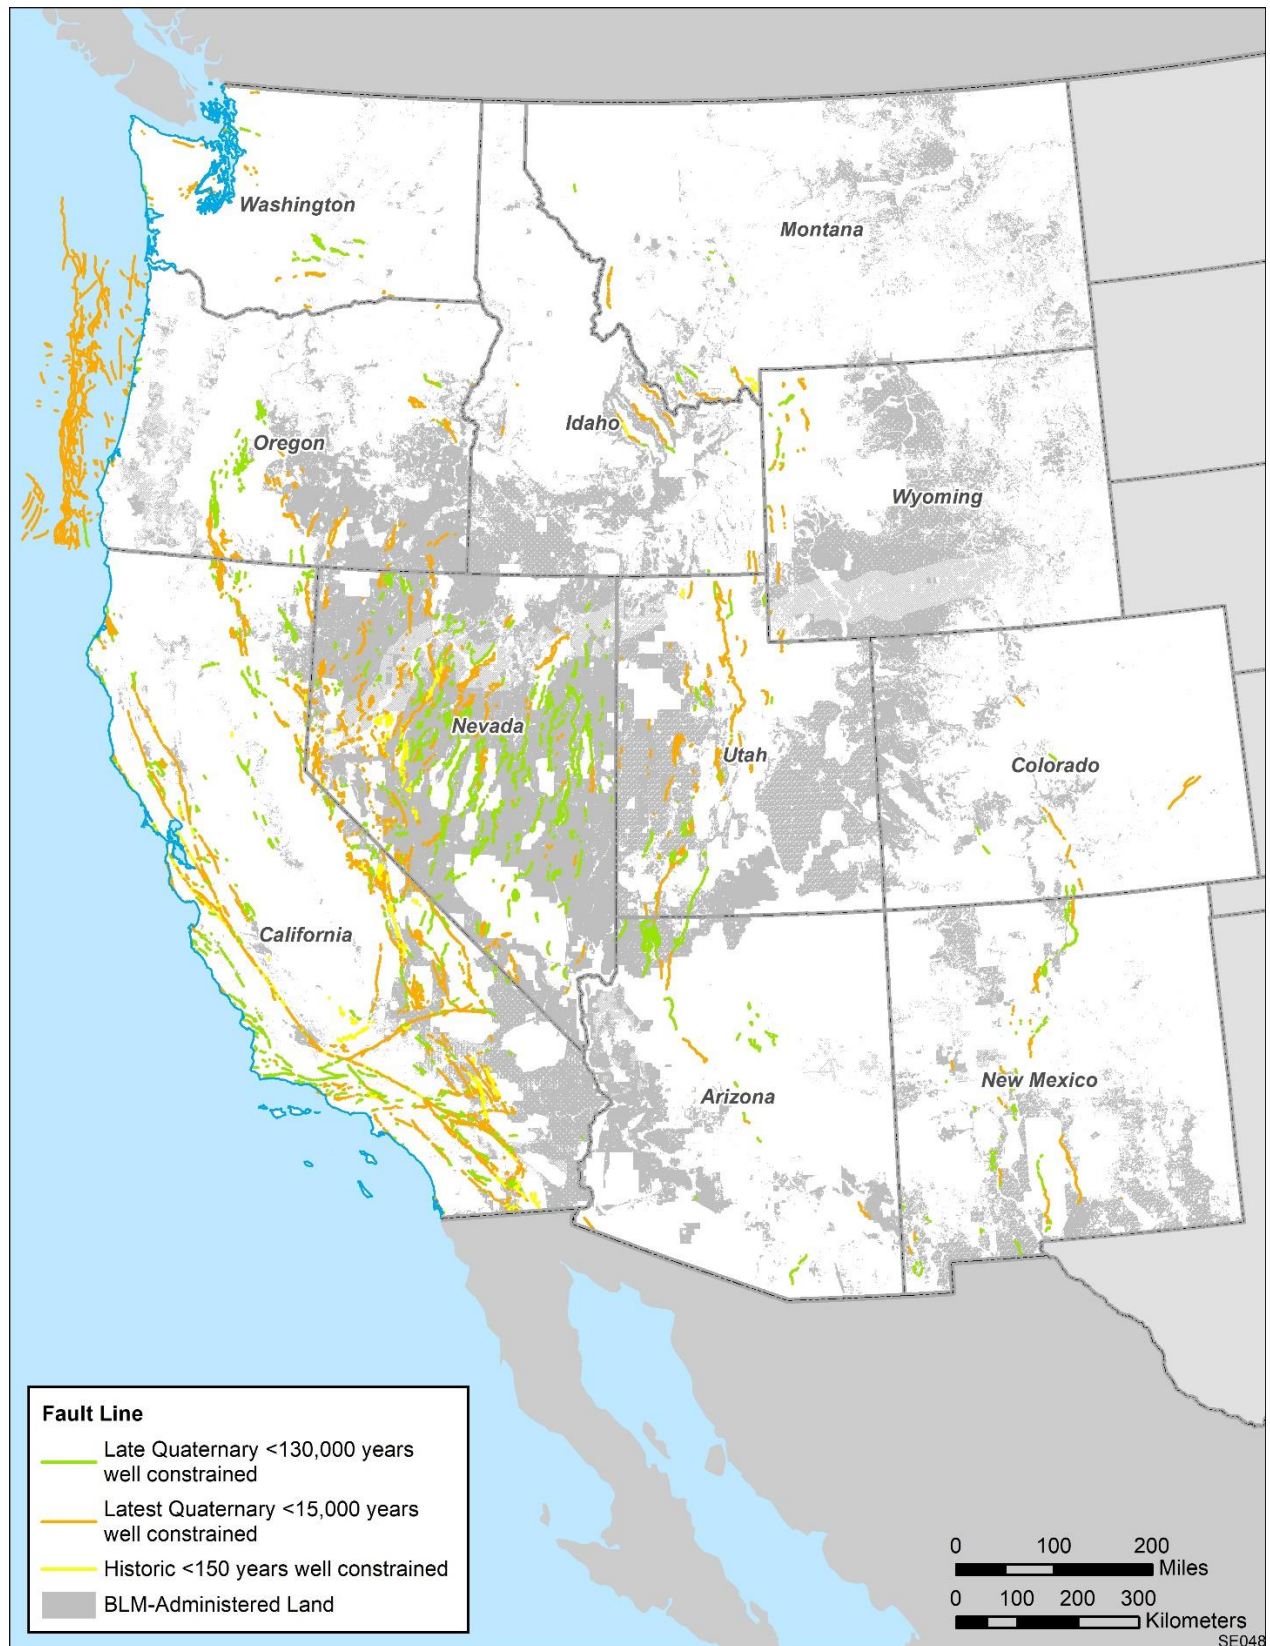 Washington
Montana
Oregon
Idaho
Wyoming
Nevada
Utah
Colorado
California
Arizona
New Mexico
Fault Line
Late Quaternary <130,000 years
well constrained
Latest Quaternary <15,000 years
well constrained
Historic <150 years well constrained
BLM-Administered Land
0 100 200
Miles
0 100 200 300
Kilometers
SE048